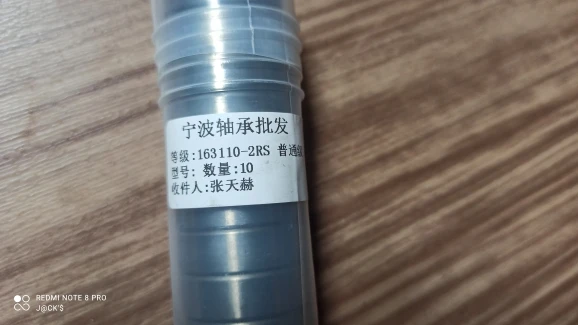 宁波轴承批发
等级:163110-2RS 普通级
型号: 数量:10
收件人:张天赫
REDMI NOTE 8 PRO
J@CK'S